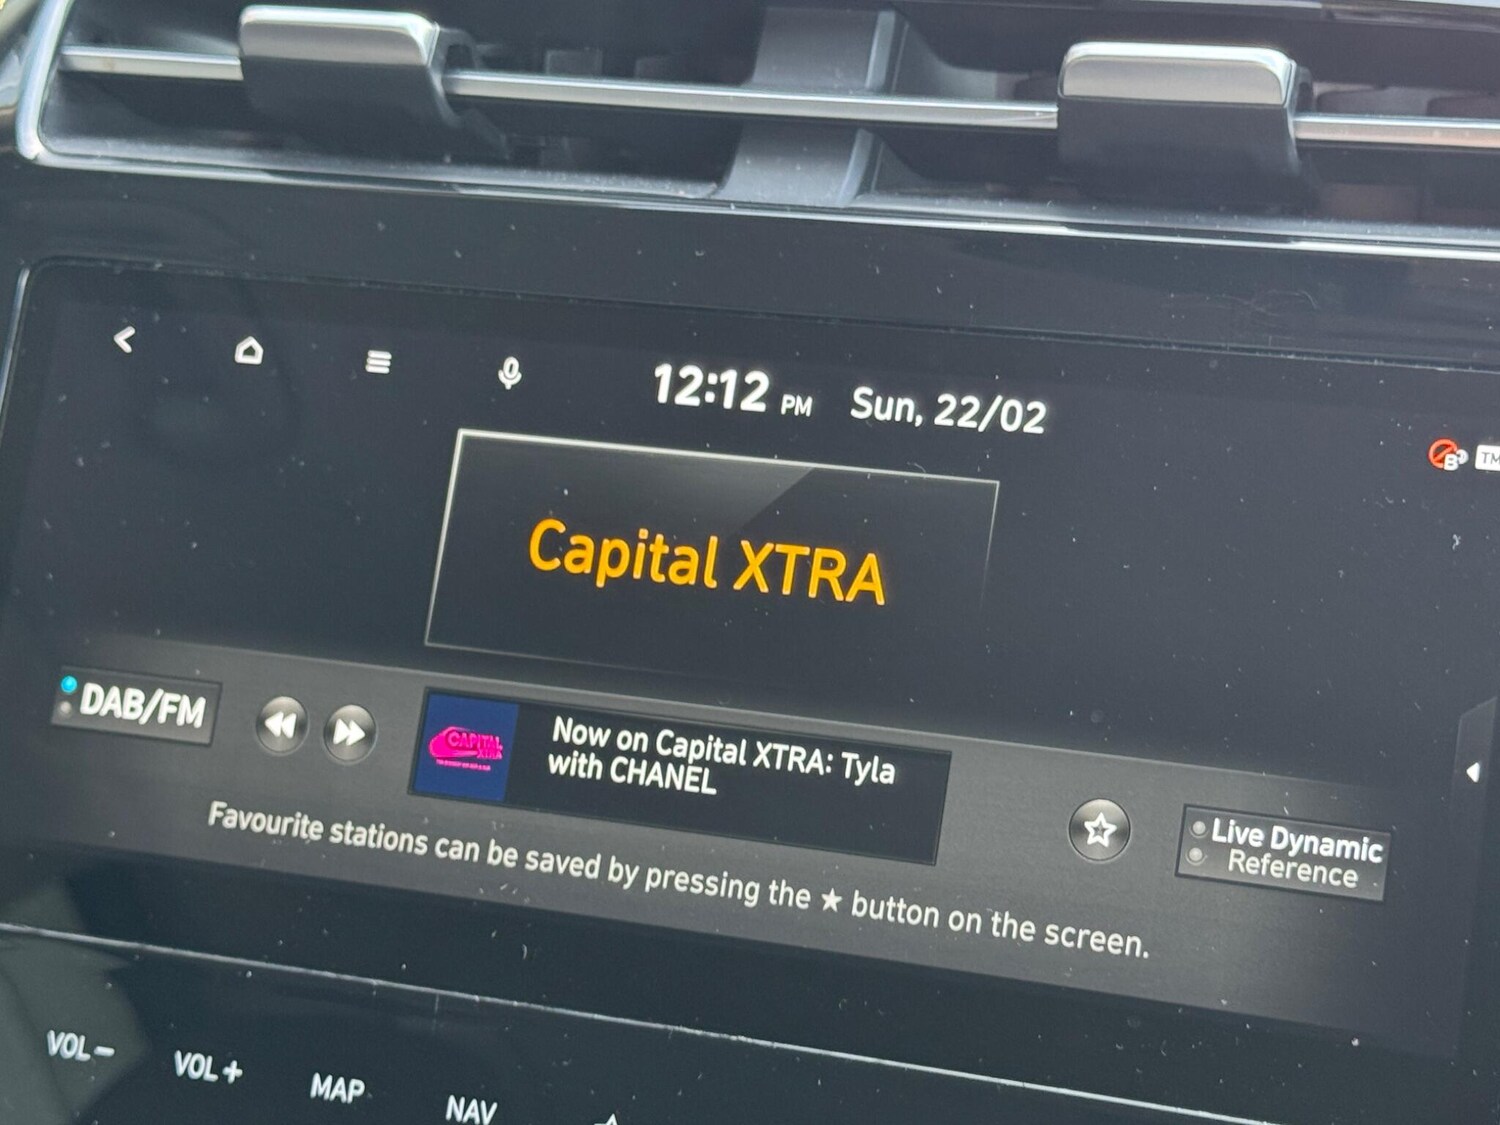 12:12 PM Sun, 22/02
TM
Capital XTRA
DAB/FM
CAPITAL
XTRA
Now on Capital XTRA: Tyla
with CHANEL
Live Dynamic
Reference
Favourite stations can be saved by pressing the ★ button on the screen.
VOL−
VOL+
MAP
NAV